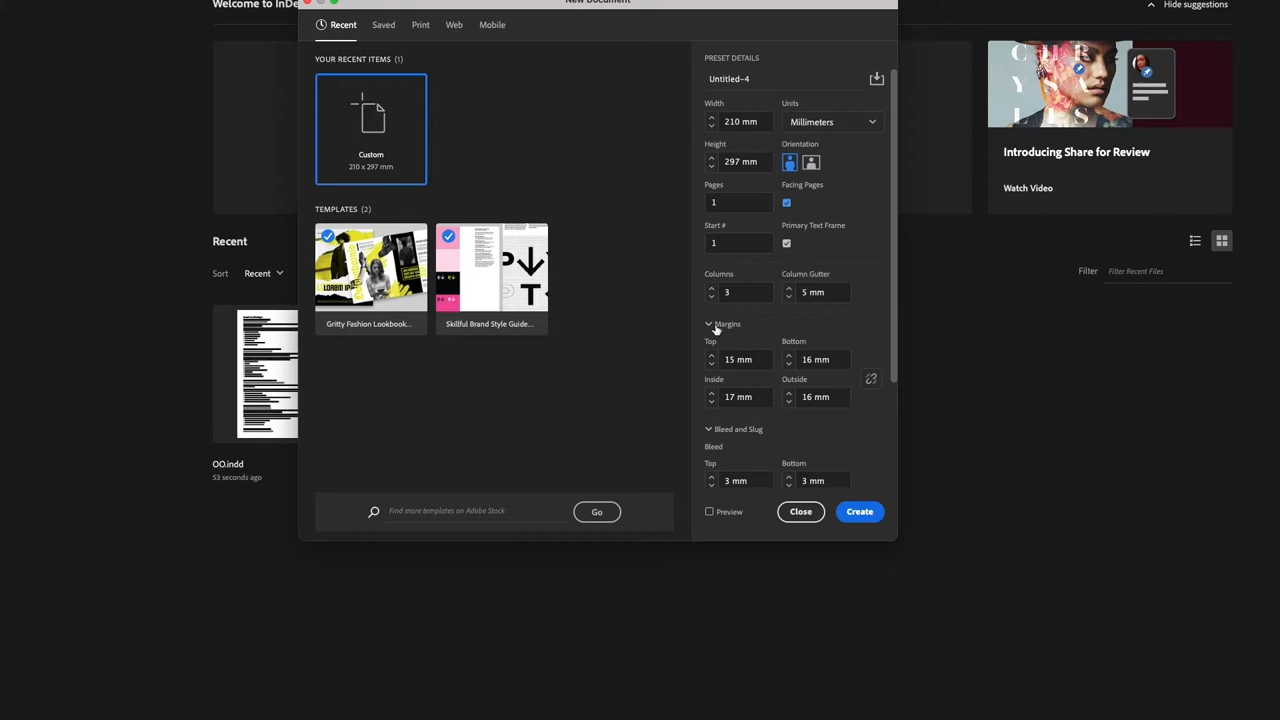 Welcome to InDe
New Document
Hide suggestions
Recent
Saved
Print
Web
Mobile
YOUR RECENT ITEMS (1)
Custom
210 x 297 mm
TEMPLATES (2)
LOREM IP
Gritty Fashion Lookbook...
Skillful Brand Style Guide...
Find more templates on Adobe Stock
Go
PRESET DETAILS
Untitled-4
Width
Units
210 mm
Millimeters
Height
Orientation
297 mm
Pages
Facing Pages
1
Start #
Primary Text Frame
1
Columns
Column Gutter
3
5 mm
Margins
Top
Bottom
15 mm
16 mm
Inside
Outside
17 mm
16 mm
Bleed and Slug
Bleed
Top
Bottom
3 mm
3 mm
Preview
Close
Create
Recent
Sort
Recent
OO.indd
53 seconds ago
Introducing Share for Review
Watch Video
Filter
Filter Recent Files